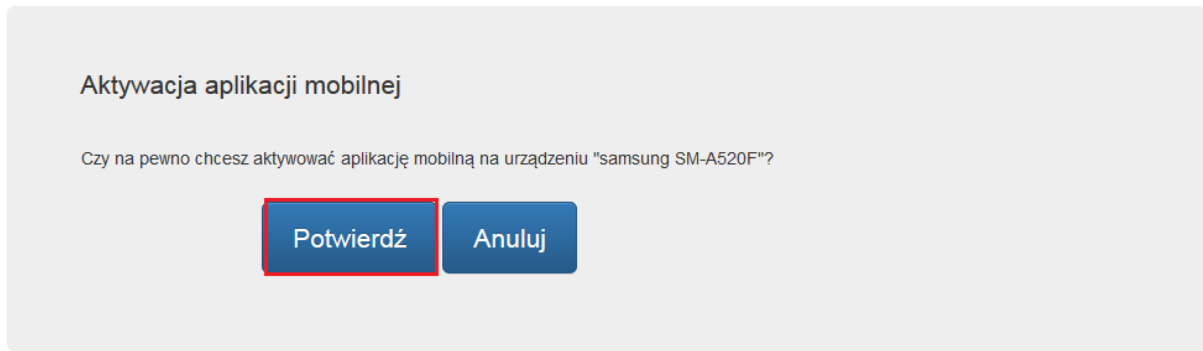 Aktywacja aplikacji mobilnej
Czy na pewno chcesz aktywować aplikację mobilną na urządzeniu "samsung SM-A520F"?
Potwierdź Anuluj